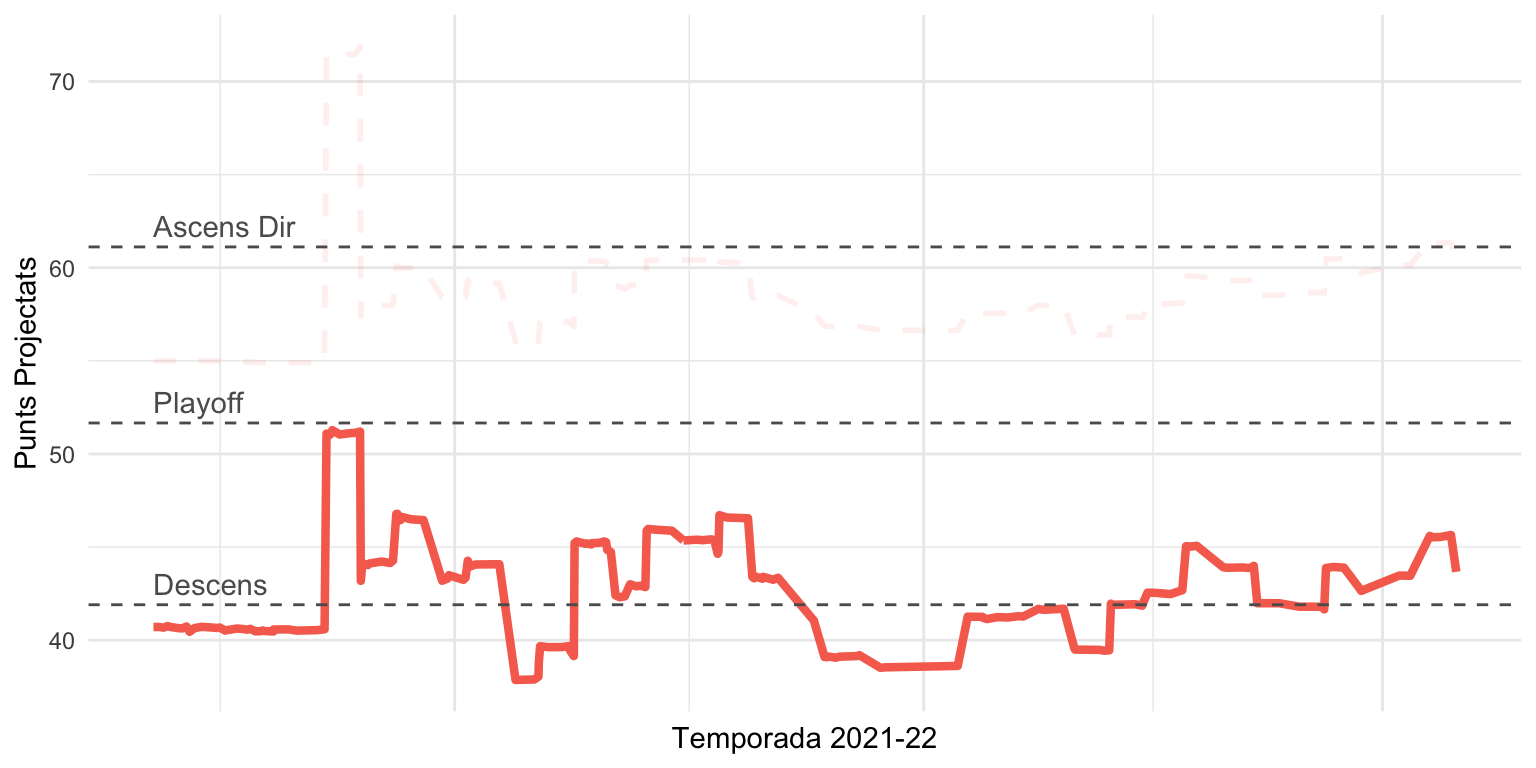 70
60
50
40
Punts Projectats
Ascens Dir
Playoff
Descens
Temporada 2021-22